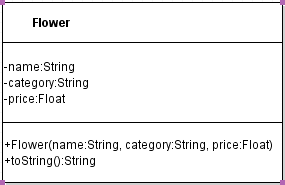 Flower
-name:String
-category:String
-price:Float
+Flower(name:String, category:String, price:Float)
+toString():String